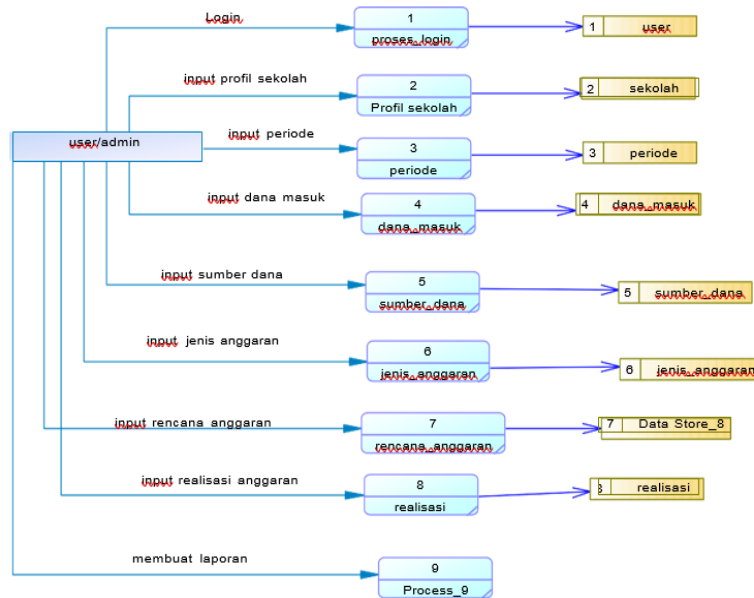 Login
1
proses_login
1 user
input profil sekolah
2
Profil sekolah
2 sekolah
user/admin
input periode
3
periode
3 periode
input dana masuk
4
dana_masuk
4 dana_masuk
input sumber dana
5
sumber_dana
5 sumber_dana
input jenis anggaran
6
jenis_anggaran
6 jenis_anggaran
input rencana anggaran
7
rencana_anggaran
7 Data Store_8
input realisasi anggaran
8
realisasi
8 realisasi
membuat laporan
9
Process_9